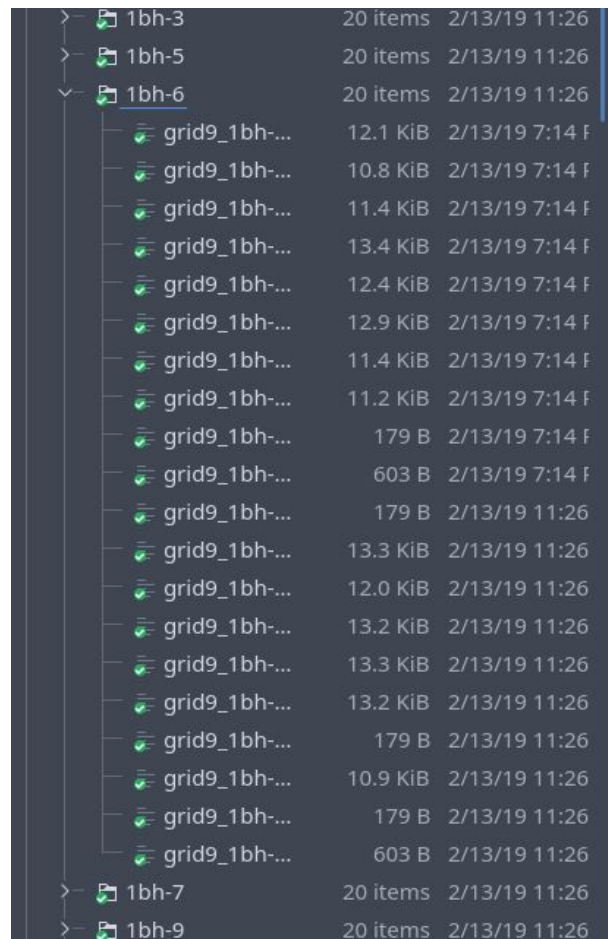 1bh-3 20 items 2/13/19 11:26
1bh-5 20 items 2/13/19 11:26
1bh-6 20 items 2/13/19 11:26
grid9_1bh-... 12.1 KiB 2/13/19 7:14
grid9_1bh-... 10.8 KiB 2/13/19 7:14
grid9_1bh-... 11.4 KiB 2/13/19 7:14
grid9_1bh-... 13.4 KiB 2/13/19 7:14
grid9_1bh-... 12.4 KiB 2/13/19 7:14
grid9_1bh-... 12.9 KiB 2/13/19 7:14
grid9_1bh-... 11.4 KiB 2/13/19 7:14
grid9_1bh-... 11.2 KiB 2/13/19 7:14
grid9_1bh-... 179 B 2/13/19 7:14
grid9_1bh-... 603 B 2/13/19 7:14
grid9_1bh-... 179 B 2/13/19 11:26
grid9_1bh-... 13.3 KiB 2/13/19 11:26
grid9_1bh-... 12.0 KiB 2/13/19 11:26
grid9_1bh-... 13.2 KiB 2/13/19 11:26
grid9_1bh-... 13.3 KiB 2/13/19 11:26
grid9_1bh-... 13.2 KiB 2/13/19 11:26
grid9_1bh-... 179 B 2/13/19 11:26
grid9_1bh-... 10.9 KiB 2/13/19 11:26
grid9_1bh-... 179 B 2/13/19 11:26
grid9_1bh-... 603 B 2/13/19 11:26
1bh-7 20 items 2/13/19 11:26
1bh-9 20 items 2/13/19 11:26